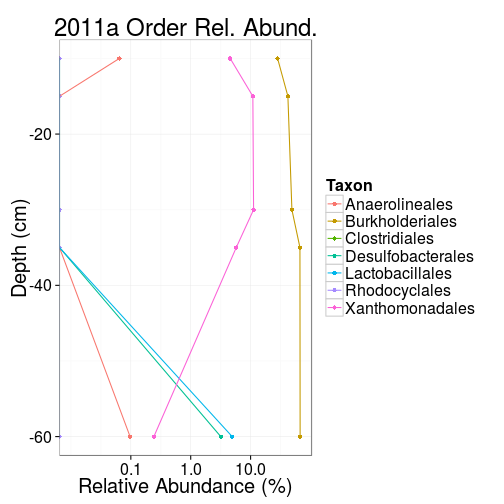 2011a Order Rel. Abund.
Depth (cm)
-20
-40
-60
0.1 1.0 10.0
Relative Abundance (%)
Taxon
Anaerolineales
Burkholderiales
Clostridiales
Desulfobacterales
Lactobacillales
Rhodocyclales
Xanthomonadales